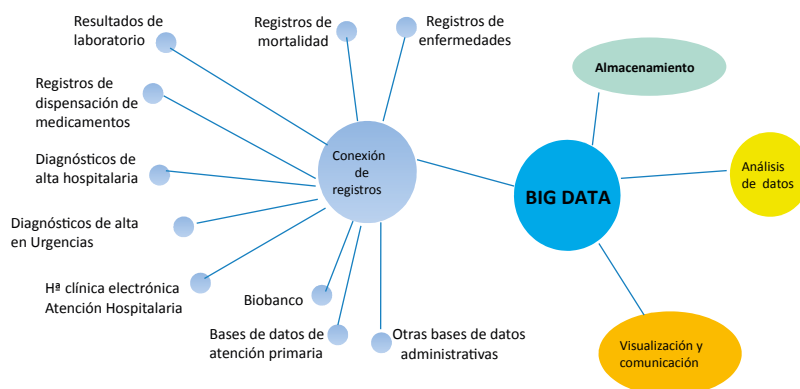 Resultados de
laboratorio
Registros de
mortalidad
Registros de
enfermedades
Almacenamiento
Registros de
dispensación de
medicamentos
Conexión
de
registros
Diagnósticos de
alta hospitalaria
BIG DATA
Análisis
de datos
Diagnósticos de alta
en Urgencias
Hª clínica electrónica
Atención Hospitalaria
Biobanco
Bases de datos de
atención primaria
Otras bases de datos
administrativas
Visualización y
comunicación